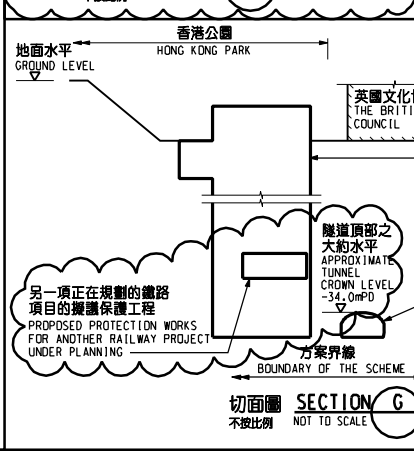 香港公園
HONG KONG PARK
地面水平
GROUND LEVEL
英國文化
THE BRITI
COUNCIL
隧道頂部之
大約水平
APPROXIMATE
TUNNEL
CROWN LEVEL
-34.0mPD
另一項正在規劃的鐵路
項目的擬議保護工程
PROPOSED PROTECTION WORKS
FOR ANOTHER RAILWAY PROJECT
UNDER PLANNING
方案界線
BOUNDARY OF THE SCHEME
切面圖 SECTION G
不按比例 NOT TO SCALE